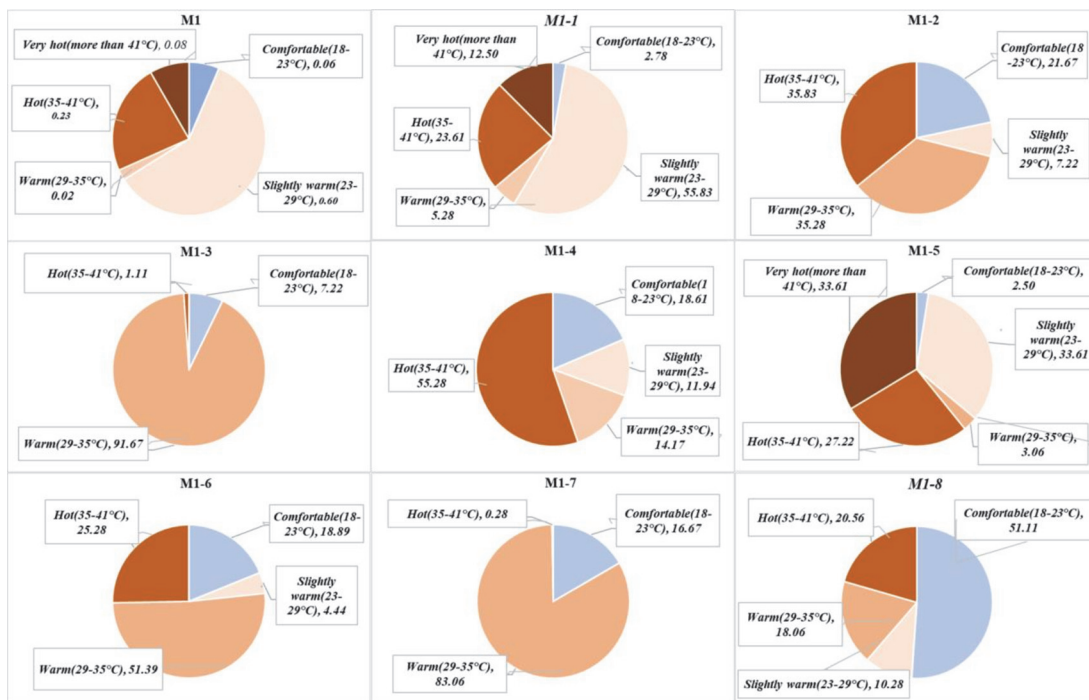 M1
Very hot(more than 41°C), 0.08
Comfortable(18-
23°C), 0.06
Hot(35-41°C),
0.23
Warm(29-35°C),
0.02
Slightly warm(23-
29°C), 0.60
M1-1
Very hot(more than
41°C), 12.50
Comfortable(18-23°C),
2.78
Hot(35-
41°C), 23.61
Warm(29-35°C),
5.28
Slightly
warm(23-
29°C), 55.83
M1-2
Comfortable(18
-23°C), 21.67
Hot(35-41°C),
35.83
Slightly
warm(23-
29°C), 7.22
Warm(29-35°C),
35.28
M1-3
Hot(35-41°C), 1.11
Comfortable(18-
23°C), 7.22
Warm(29-35°C), 91.67
M1-4
Comfortable(1
8-23°C), 18.61
Slightly
warm(23-
29°C), 11.94
Hot(35-41°C),
55.28
Warm(29-35°C),
14.17
M1-5
Very hot(more than
41°C), 33.61
Comfortable(18-23°C),
2.50
Slightly
warm(23-
29°C), 33.61
Hot(35-41°C), 27.22
Warm(29-35°C),
3.06
M1-6
Hot(35-41°C),
25.28
Comfortable(18-
23°C), 18.89
Slightly
warm(23-
29°C), 4.44
Warm(29-35°C), 51.39
M1-7
Hot(35-41°C), 0.28
Comfortable(18-
23°C), 16.67
Warm(29-35°C),
83.06
M1-8
Hot(35-41°C), 20.56
Comfortable(18-23°C),
51.11
Warm(29-35°C),
18.06
Slightly warm(23-29°C), 10.28